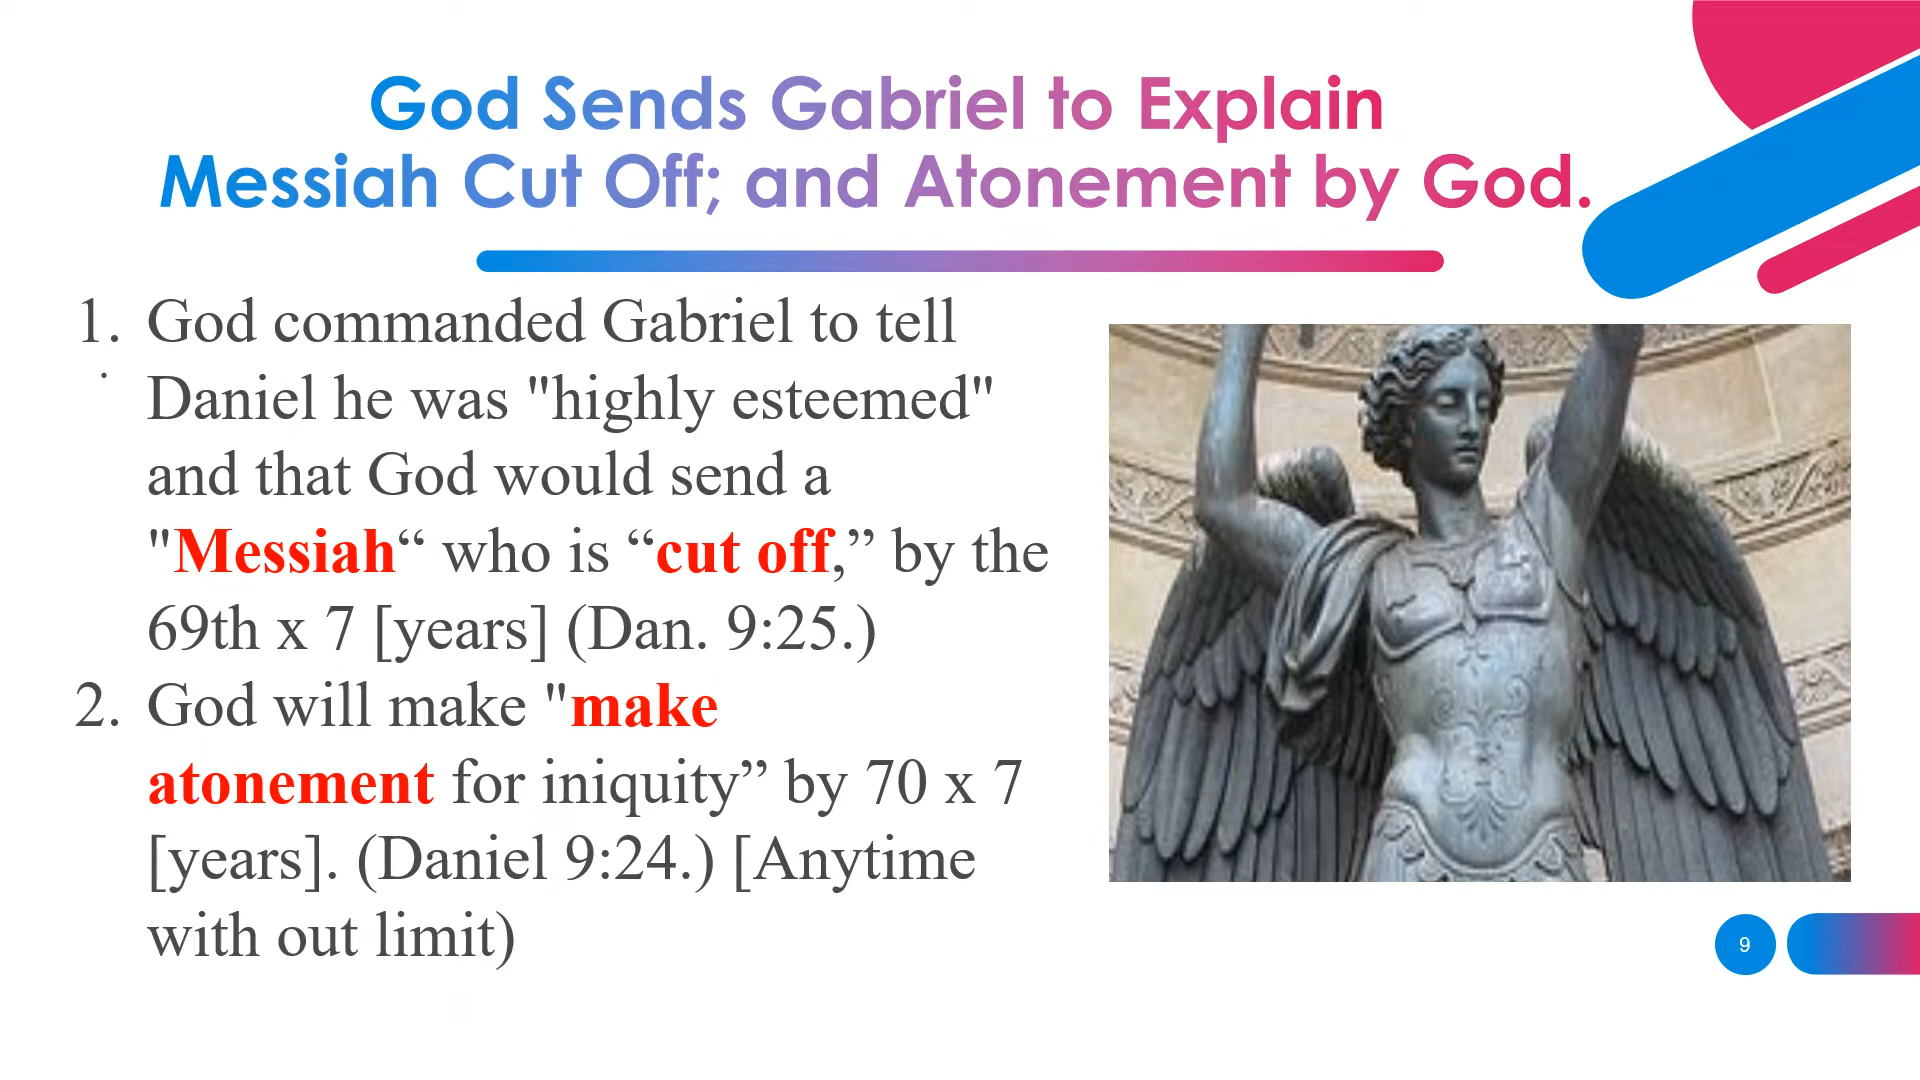 God Sends Gabriel to Explain
Messiah Cut Off; and Atonement by God.
1. God commanded Gabriel to tell
Daniel he was "highly esteemed"
and that God would send a
"Messiah“ who is “cut off,” by the
69th x 7 [years] (Dan. 9:25.)
2. God will make "make
atonement for iniquity” by 70 x 7
[years]. (Daniel 9:24.) [Anytime
with out limit)
9